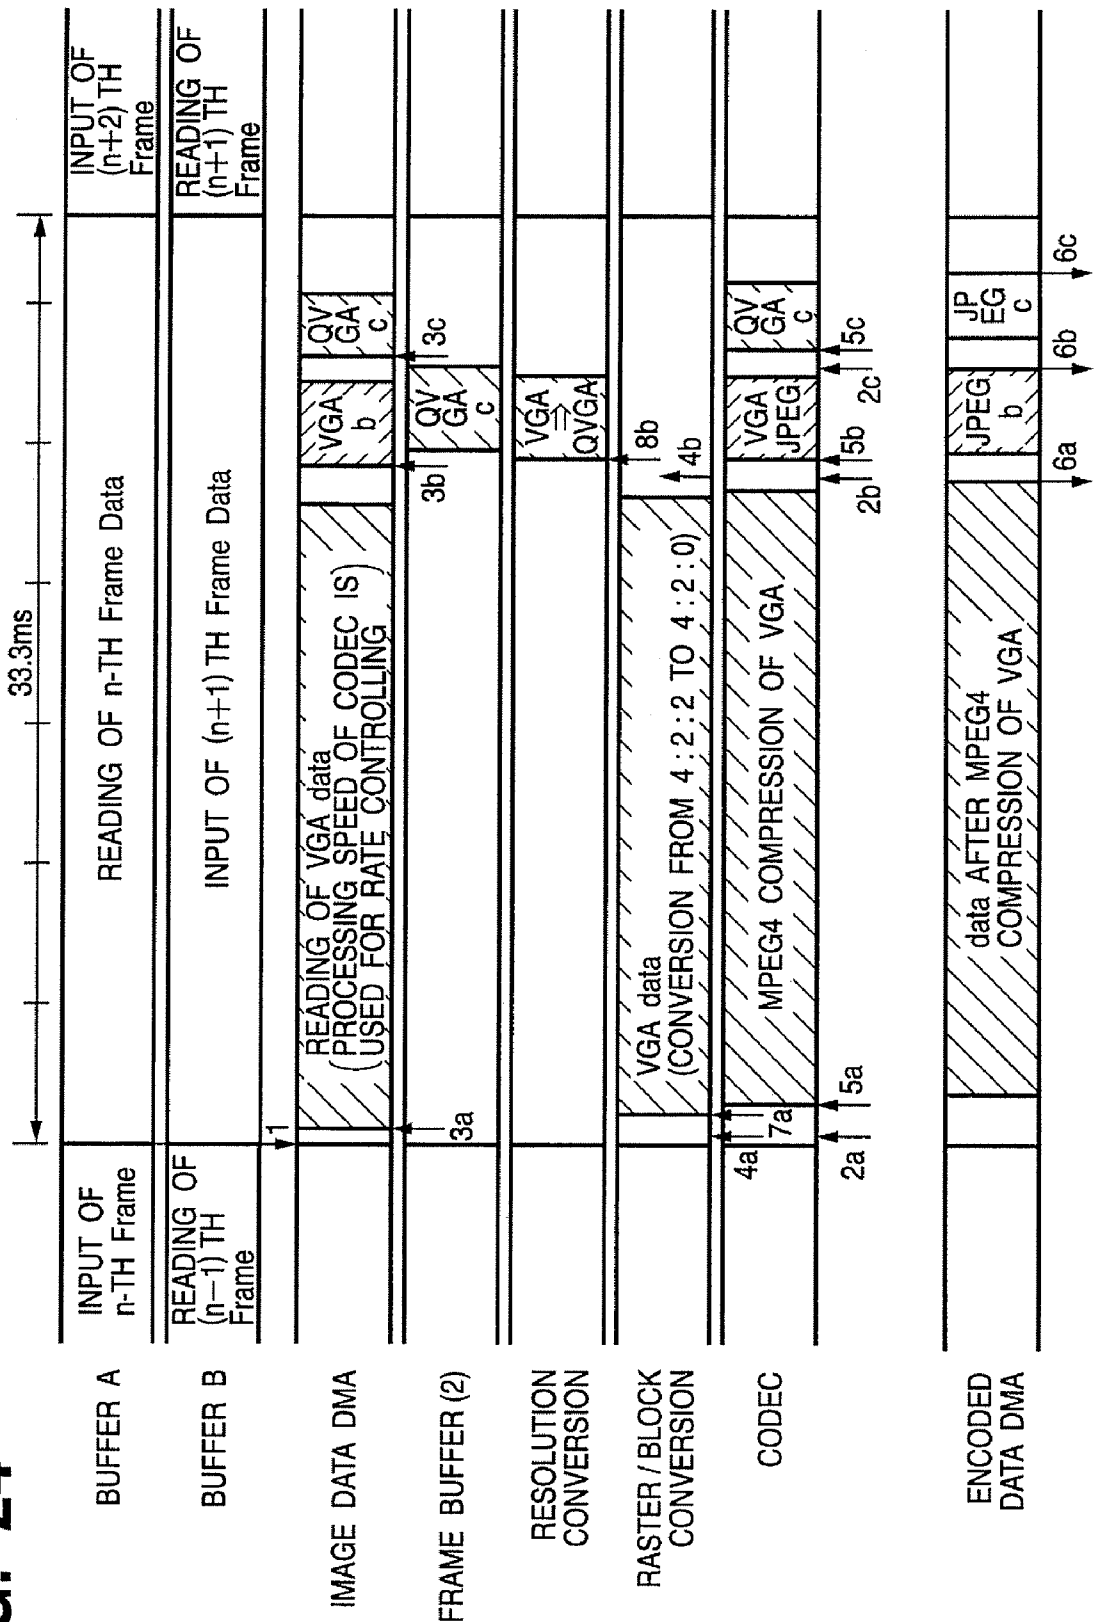 33.3ms
BUFFER A
INPUT OF
n-TH Frame
READING OF n-TH Frame Data
INPUT OF
(n+2) TH
Frame
BUFFER B
READING OF
(n−1) TH
Frame
INPUT OF (n+1) TH Frame Data
READING OF
(n+1) TH
Frame
1
IMAGE DATA DMA
READING OF VGA data
(PROCESSING SPEED OF CODEC IS)
(USED FOR RATE CONTROLLING
VGA
b
QV
GA
c
3a
3b
3c
FRAME BUFFER (2)
QV
GA
c
RESOLUTION
CONVERSION
VGA
⇒
QVGA
8b
RASTER / BLOCK
CONVERSION
VGA data
(CONVERSION FROM 4 : 2 : 2 TO 4 : 2 : 0)
4b
4a
7a
CODEC
MPEG4 COMPRESSION OF VGA
VGA
JPEG
QV
GA
c
2a
5a
2b
5b
2c
5c
ENCODED
DATA DMA
data AFTER MPEG4
COMPRESSION OF VGA
JPEG
b
JP
EG
c
6a
6b
6c